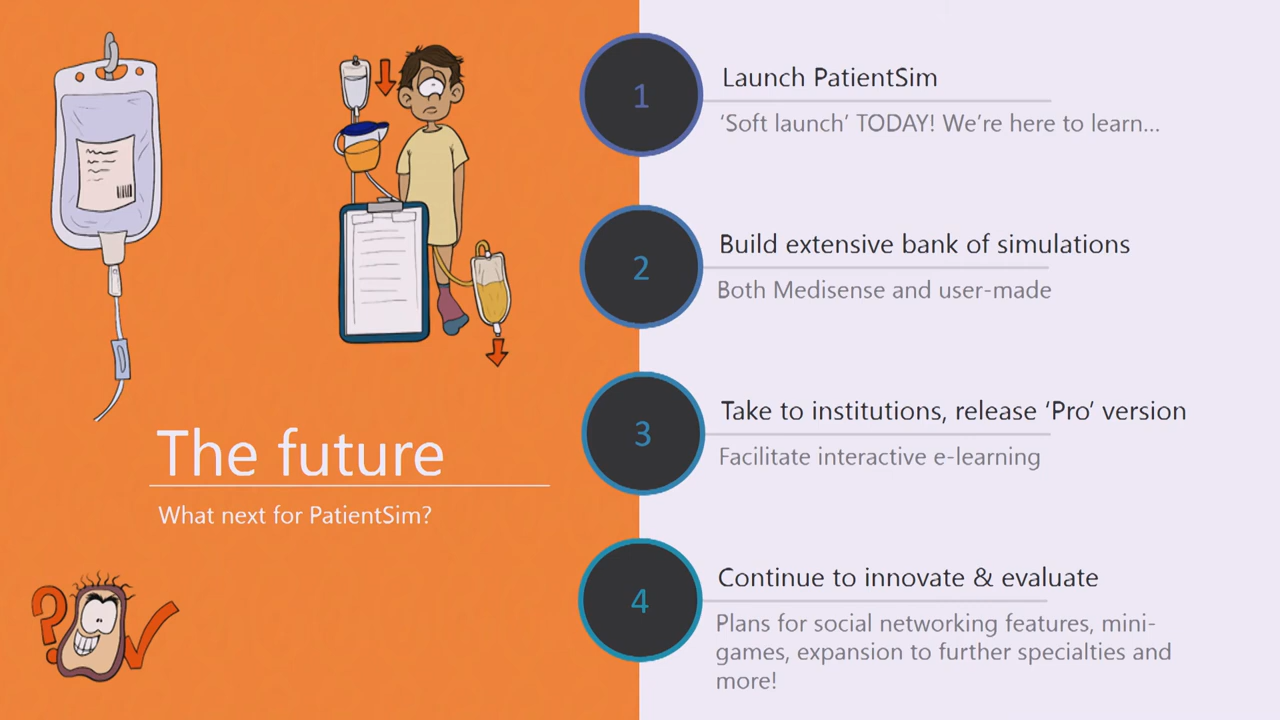 The future
What next for PatientSim?
?
1
Launch PatientSim
‘Soft launch’ TODAY! We’re here to learn...
2
Build extensive bank of simulations
Both Medisense and user-made
3
Take to institutions, release ‘Pro’ version
Facilitate interactive e-learning
4
Continue to innovate & evaluate
Plans for social networking features, mini-
games, expansion to further specialties and
more!